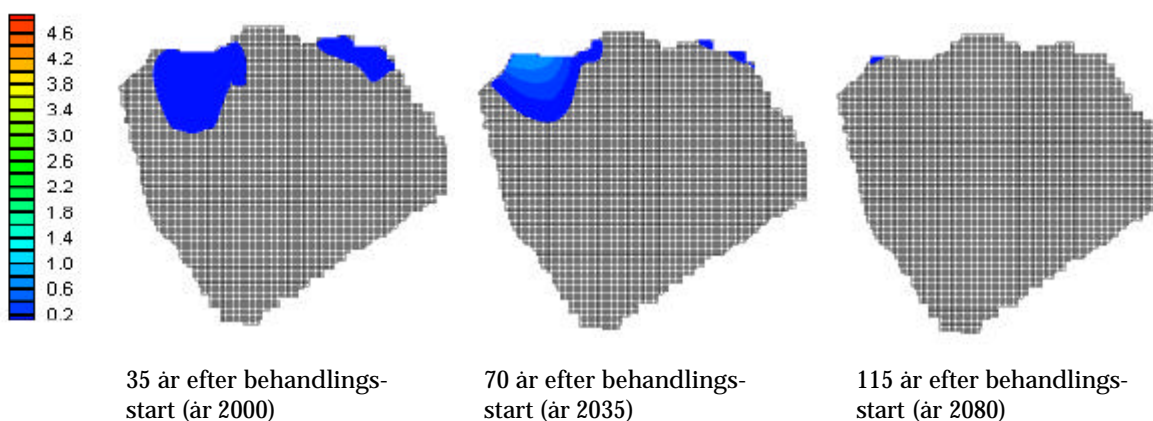 4.6
4.2
3.8
3.4
3.0
2.6
2.2
1.8
1.4
1.0
0.6
0.2
35 år efter behandlings-
start (år 2000)
70 år efter behandlings-
start (år 2035)
115 år efter behandlings-
start (år 2080)